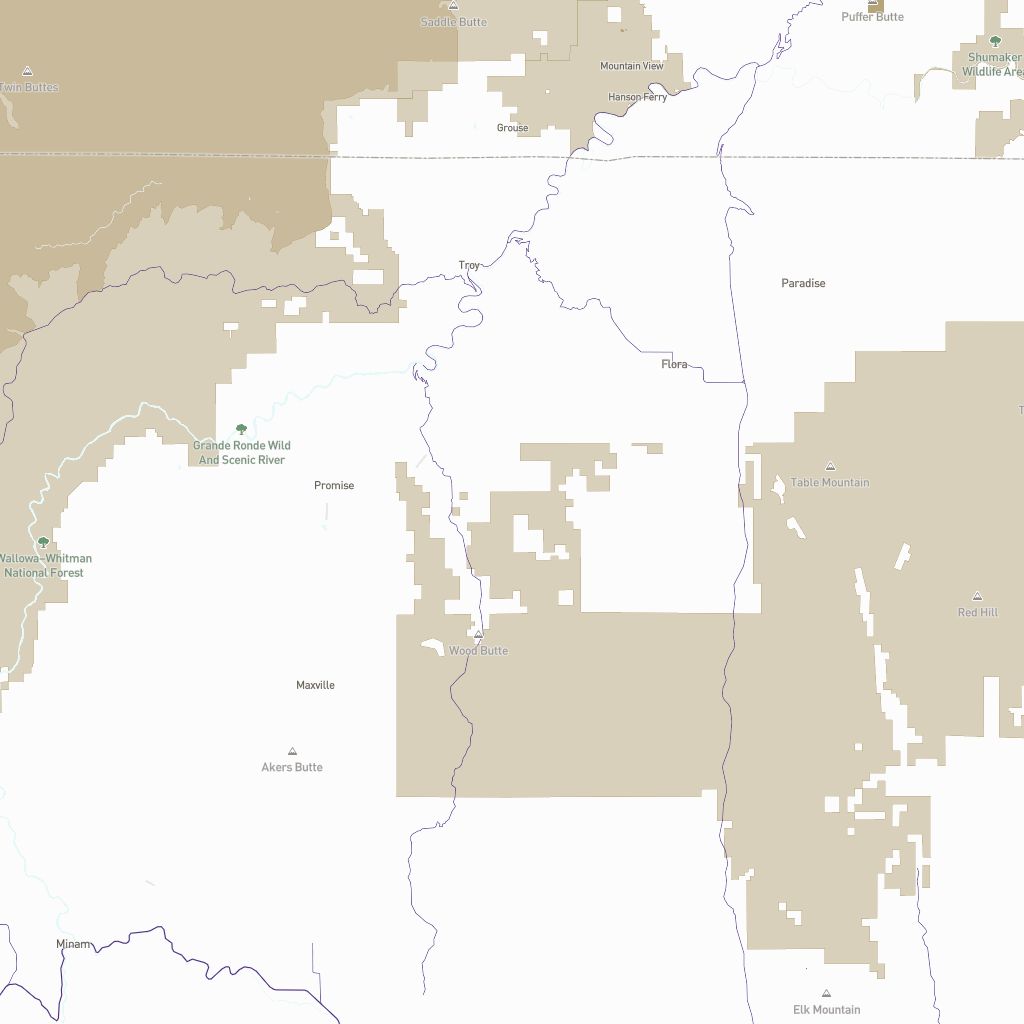 Saddle Butte
Puffer Butte
Shumaker
Wildlife Area
Mountain View
Twin Buttes
Hanson Ferry
Grouse
Troy
Paradise
Flora
Grande Ronde Wild
And Scenic River
Table Mountain
Promise
Wallowa–Whitman
National Forest
Red Hill
Wood Butte
Maxville
Akers Butte
Minam
Elk Mountain